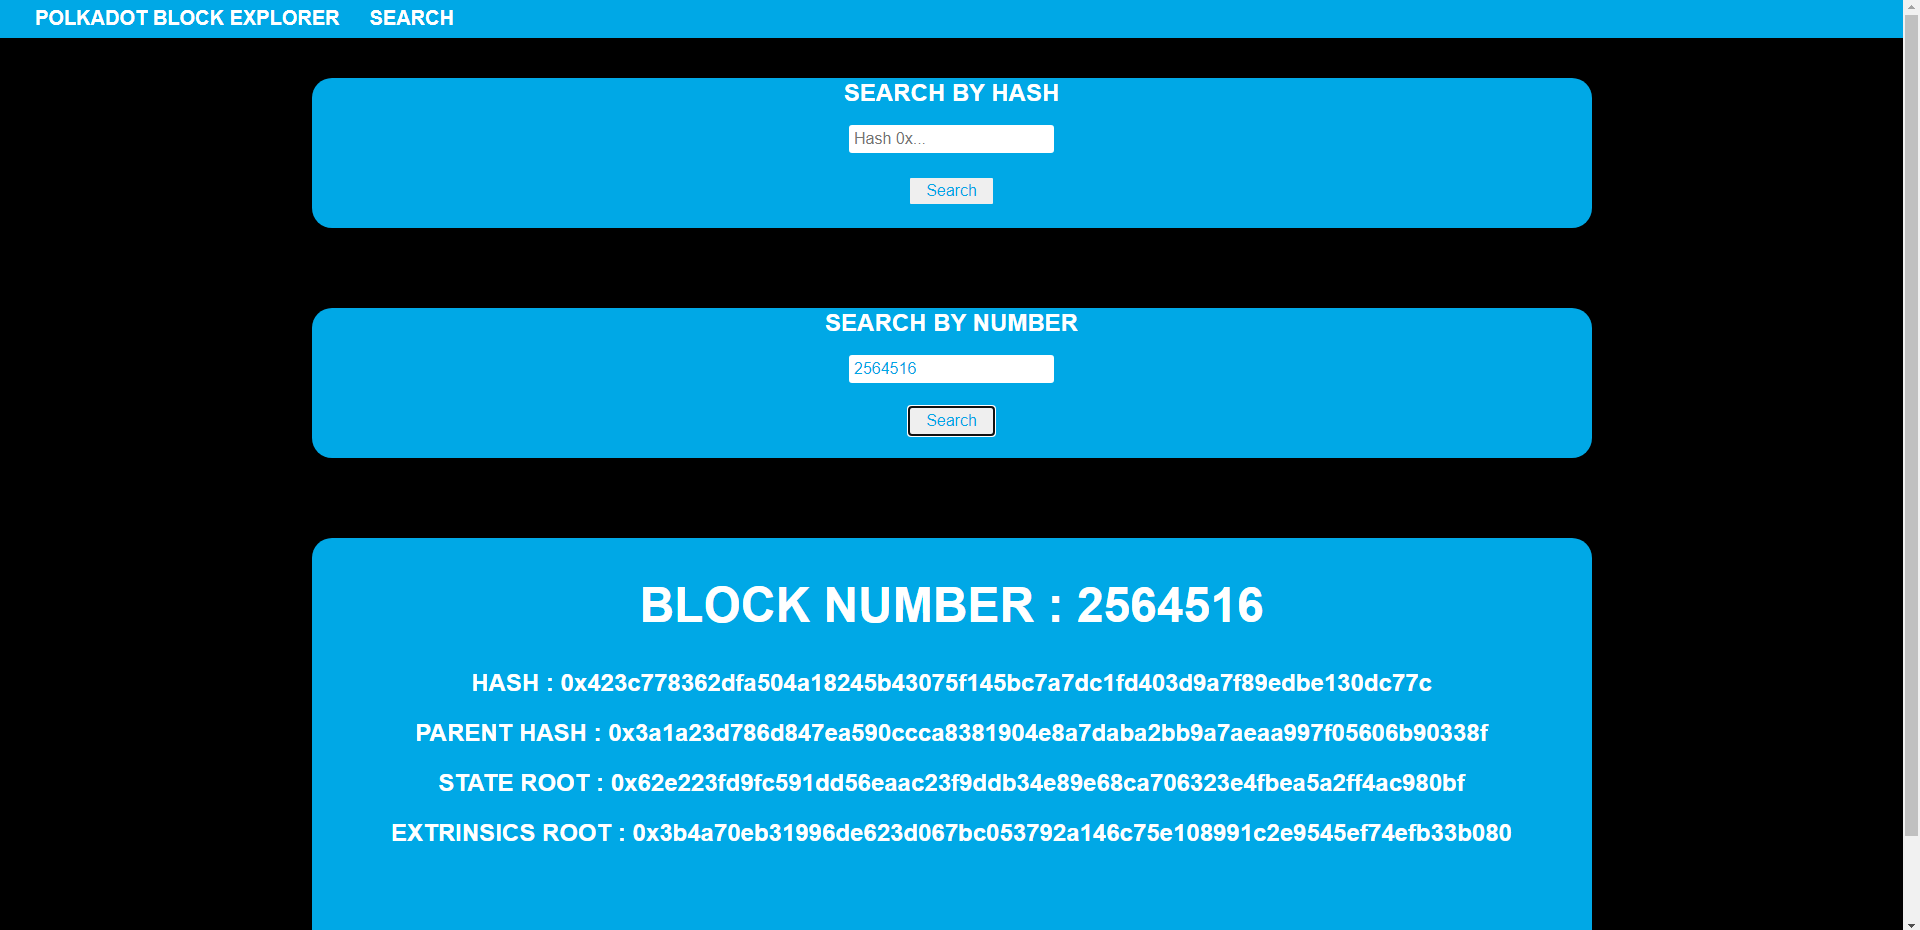 POLKADOT BLOCK EXPLORER SEARCH
SEARCH BY HASH
Hash 0x...
Search
SEARCH BY NUMBER
2564516
Search
BLOCK NUMBER : 2564516
HASH : 0x423c778362dfa504a18245b43075f145bc7a7dc1fd403d9a7f89edbe130dc77c
PARENT HASH : 0x3a1a23d786d847ea590ccca8381904e8a7daba2bb9a7aeaa997f05606b90338f
STATE ROOT : 0x62e223fd9fc591dd56eaac23f9ddb34e89e68ca706323e4fbea5a2ff4ac980bf
EXTRINSICS ROOT : 0x3b4a70eb31996de623d067bc053792a146c75e108991c2e9545ef74efb33b080